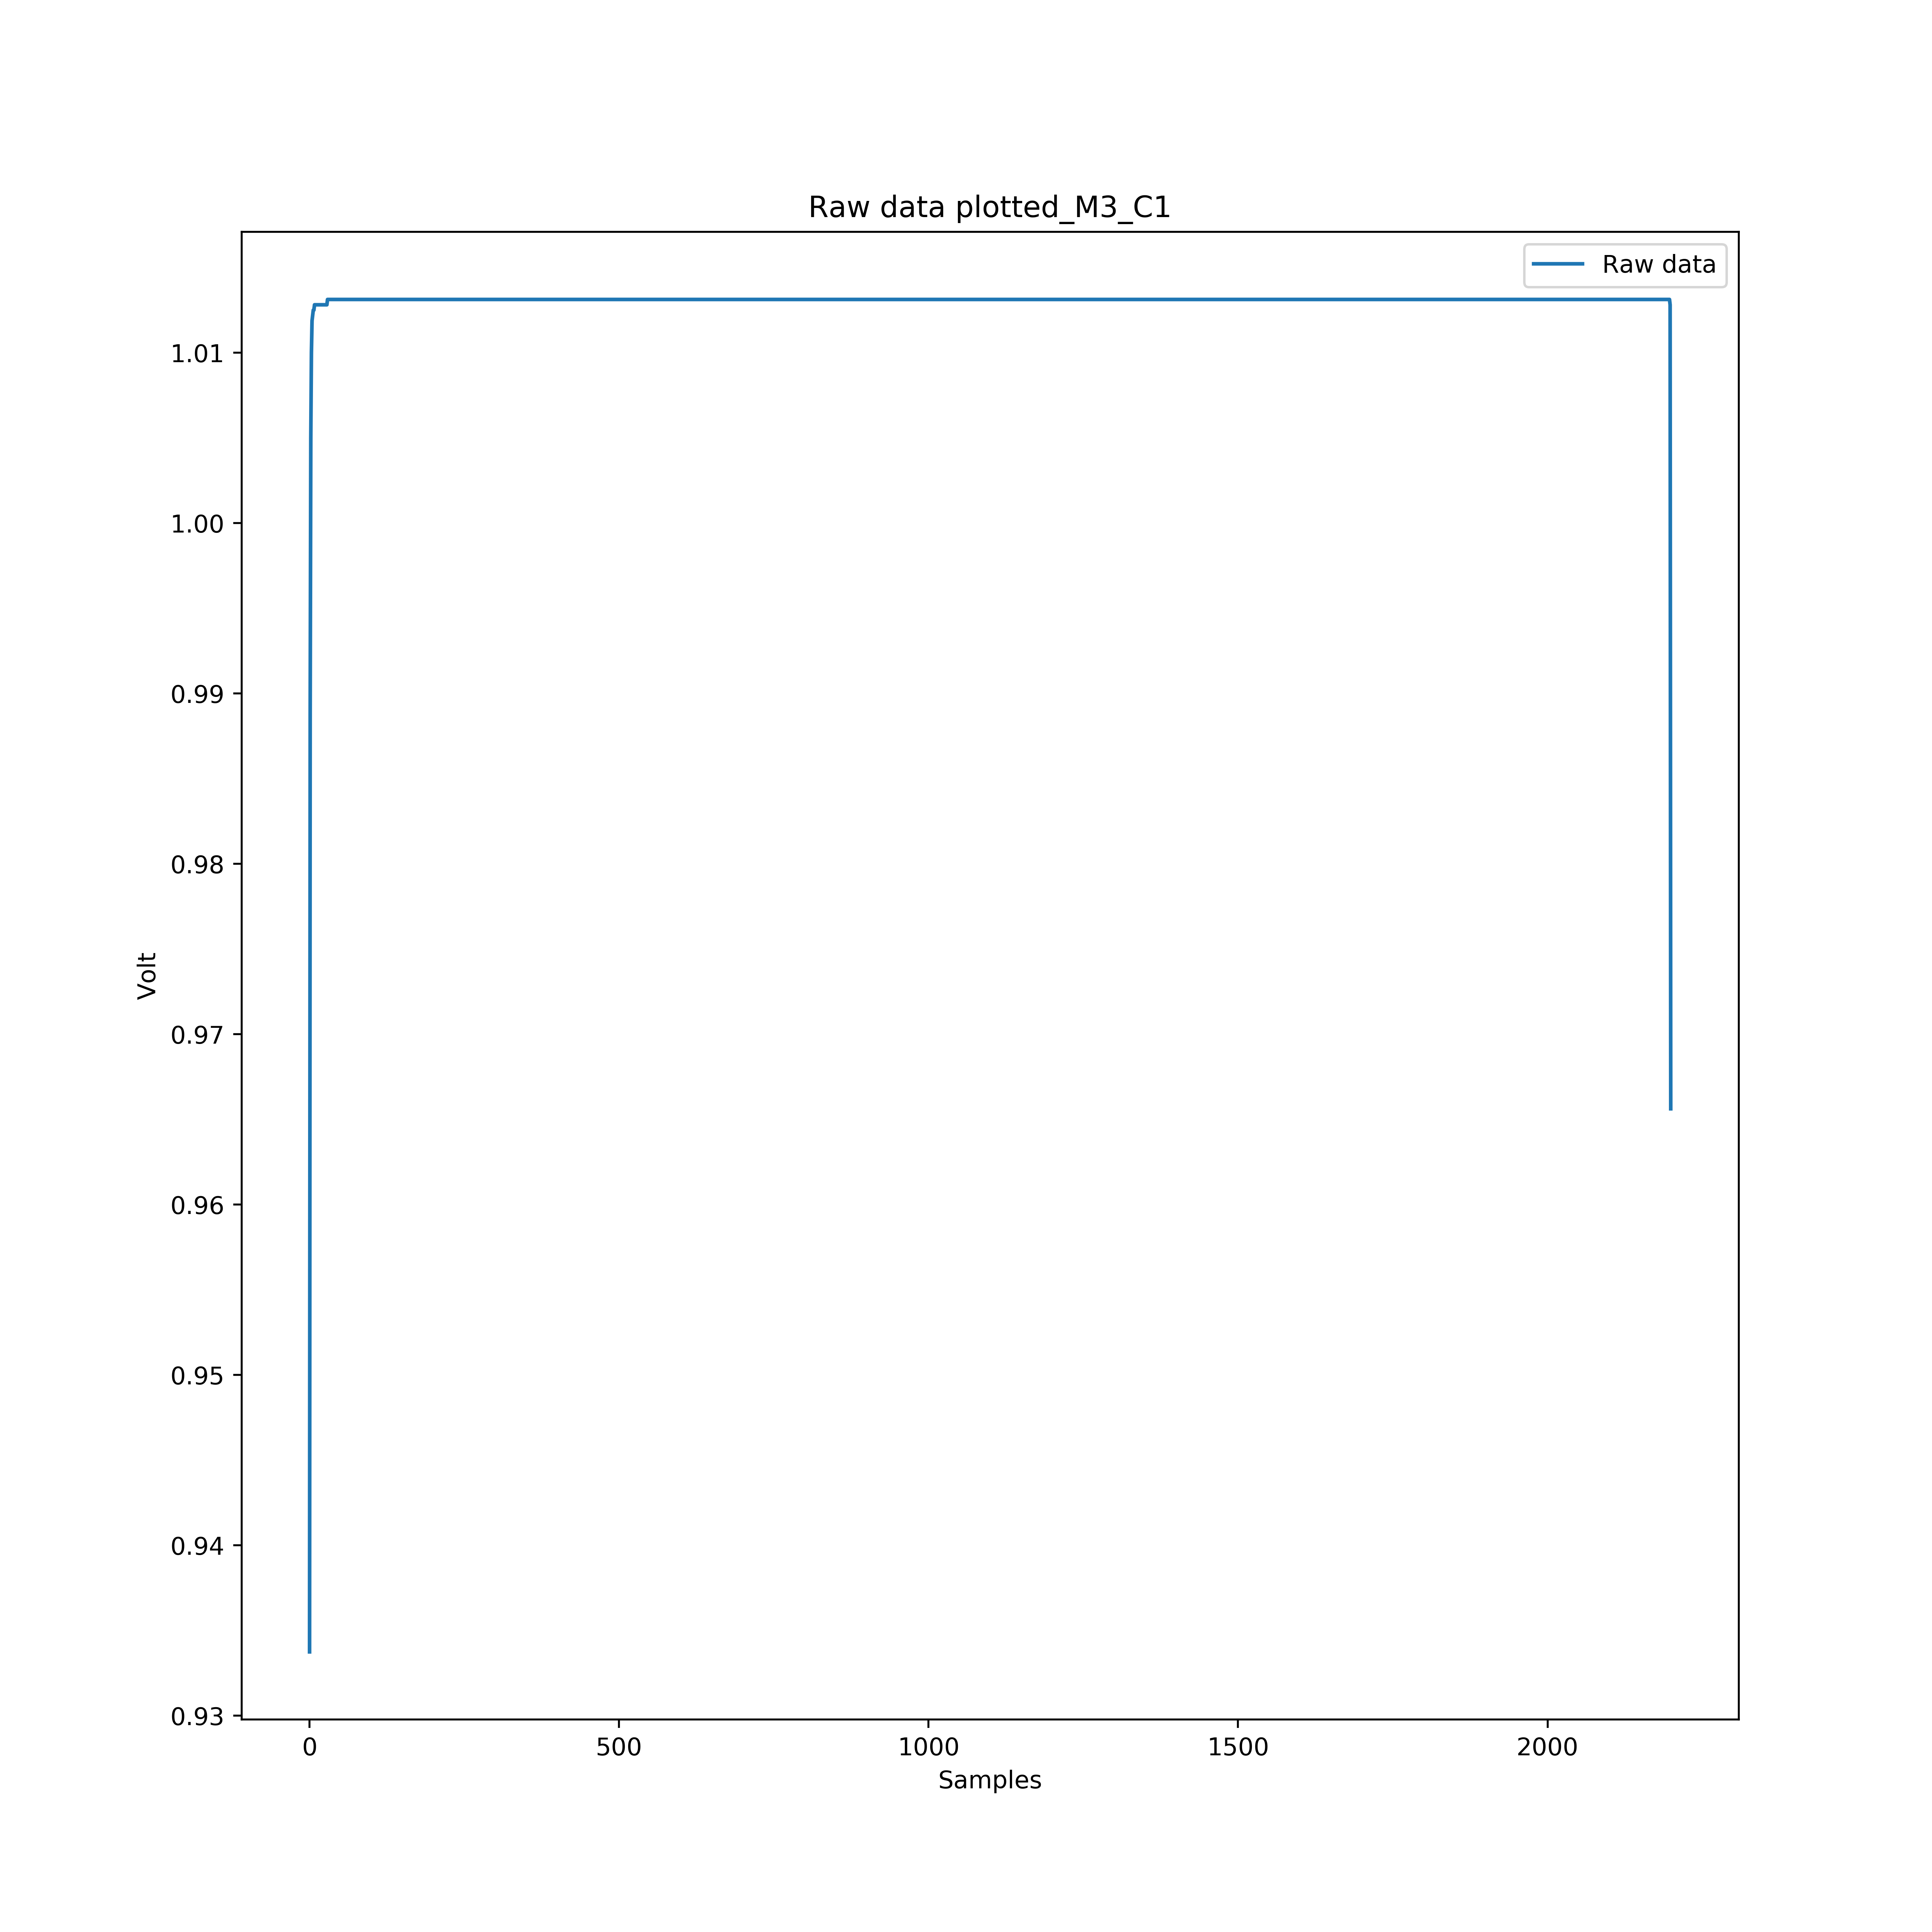 Raw data plotted_M3_C1
Raw data
1.01
1.00
0.99
0.98
0.97
0.96
0.95
0.94
0.93
Volt
0 500 1000 1500 2000
Samples